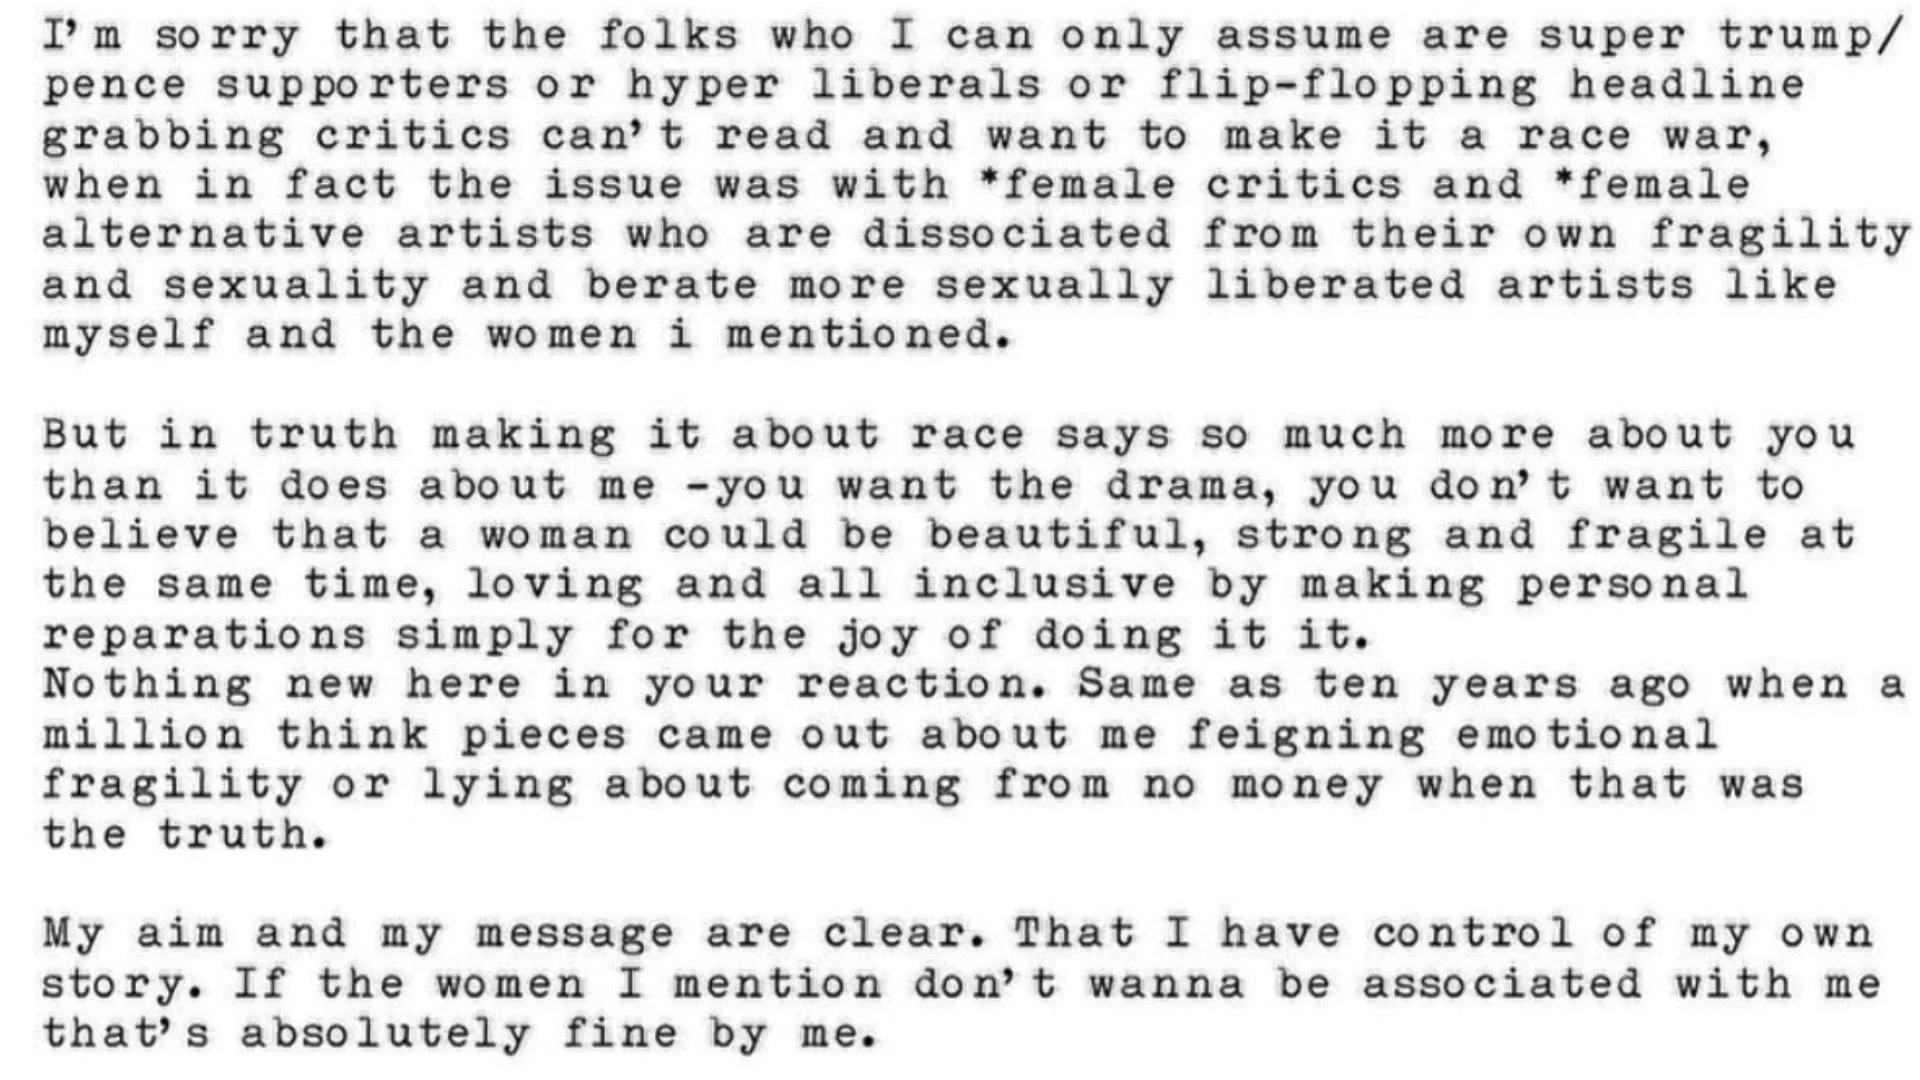 I'm sorry that the folks who I can only assume are super trump/
pence supporters or hyper liberals or flip-flopping headline
grabbing critics can't read and want to make it a race war,
when in fact the issue was with *female critics and *female
alternative artists who are dissociated from their own fragility
and sexuality and berate more sexually liberated artists like
myself and the women i mentioned.
But in truth making it about race says so much more about you
than it does about me -you want the drama, you don't want to
believe that a woman could be beautiful, strong and fragile at
the same time, loving and all inclusive by making personal
reparations simply for the joy of doing it it.
Nothing new here in your reaction. Same as ten years ago when a
million think pieces came out about me feigning emotional
fragility or lying about coming from no money when that was
the truth.
My aim and my message are clear. That I have control of my own
story. If the women I mention don't wanna be associated with me
that's absolutely fine by me.